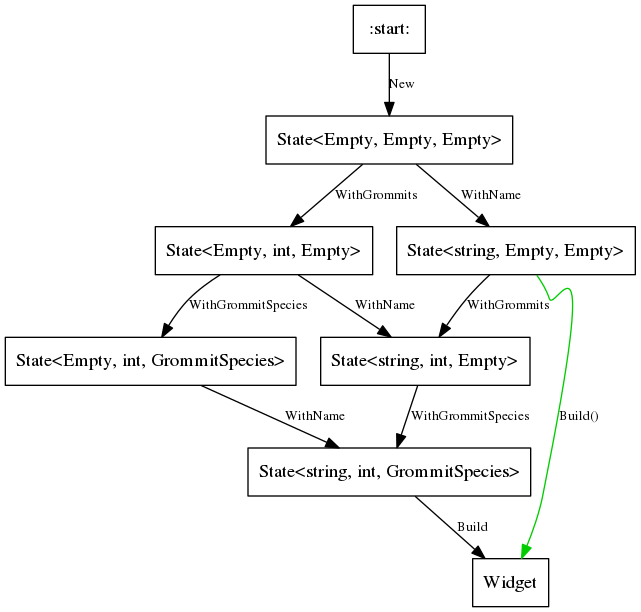 :start:
New
State<Empty, Empty, Empty>
WithGrommits
WithName
State<Empty, int, Empty>
State<string, Empty, Empty>
WithGrommitSpecies
WithName
WithGrommits
State<Empty, int, GrommitSpecies>
State<string, int, Empty>
WithName
WithGrommitSpecies
Build()
State<string, int, GrommitSpecies>
Build
Widget